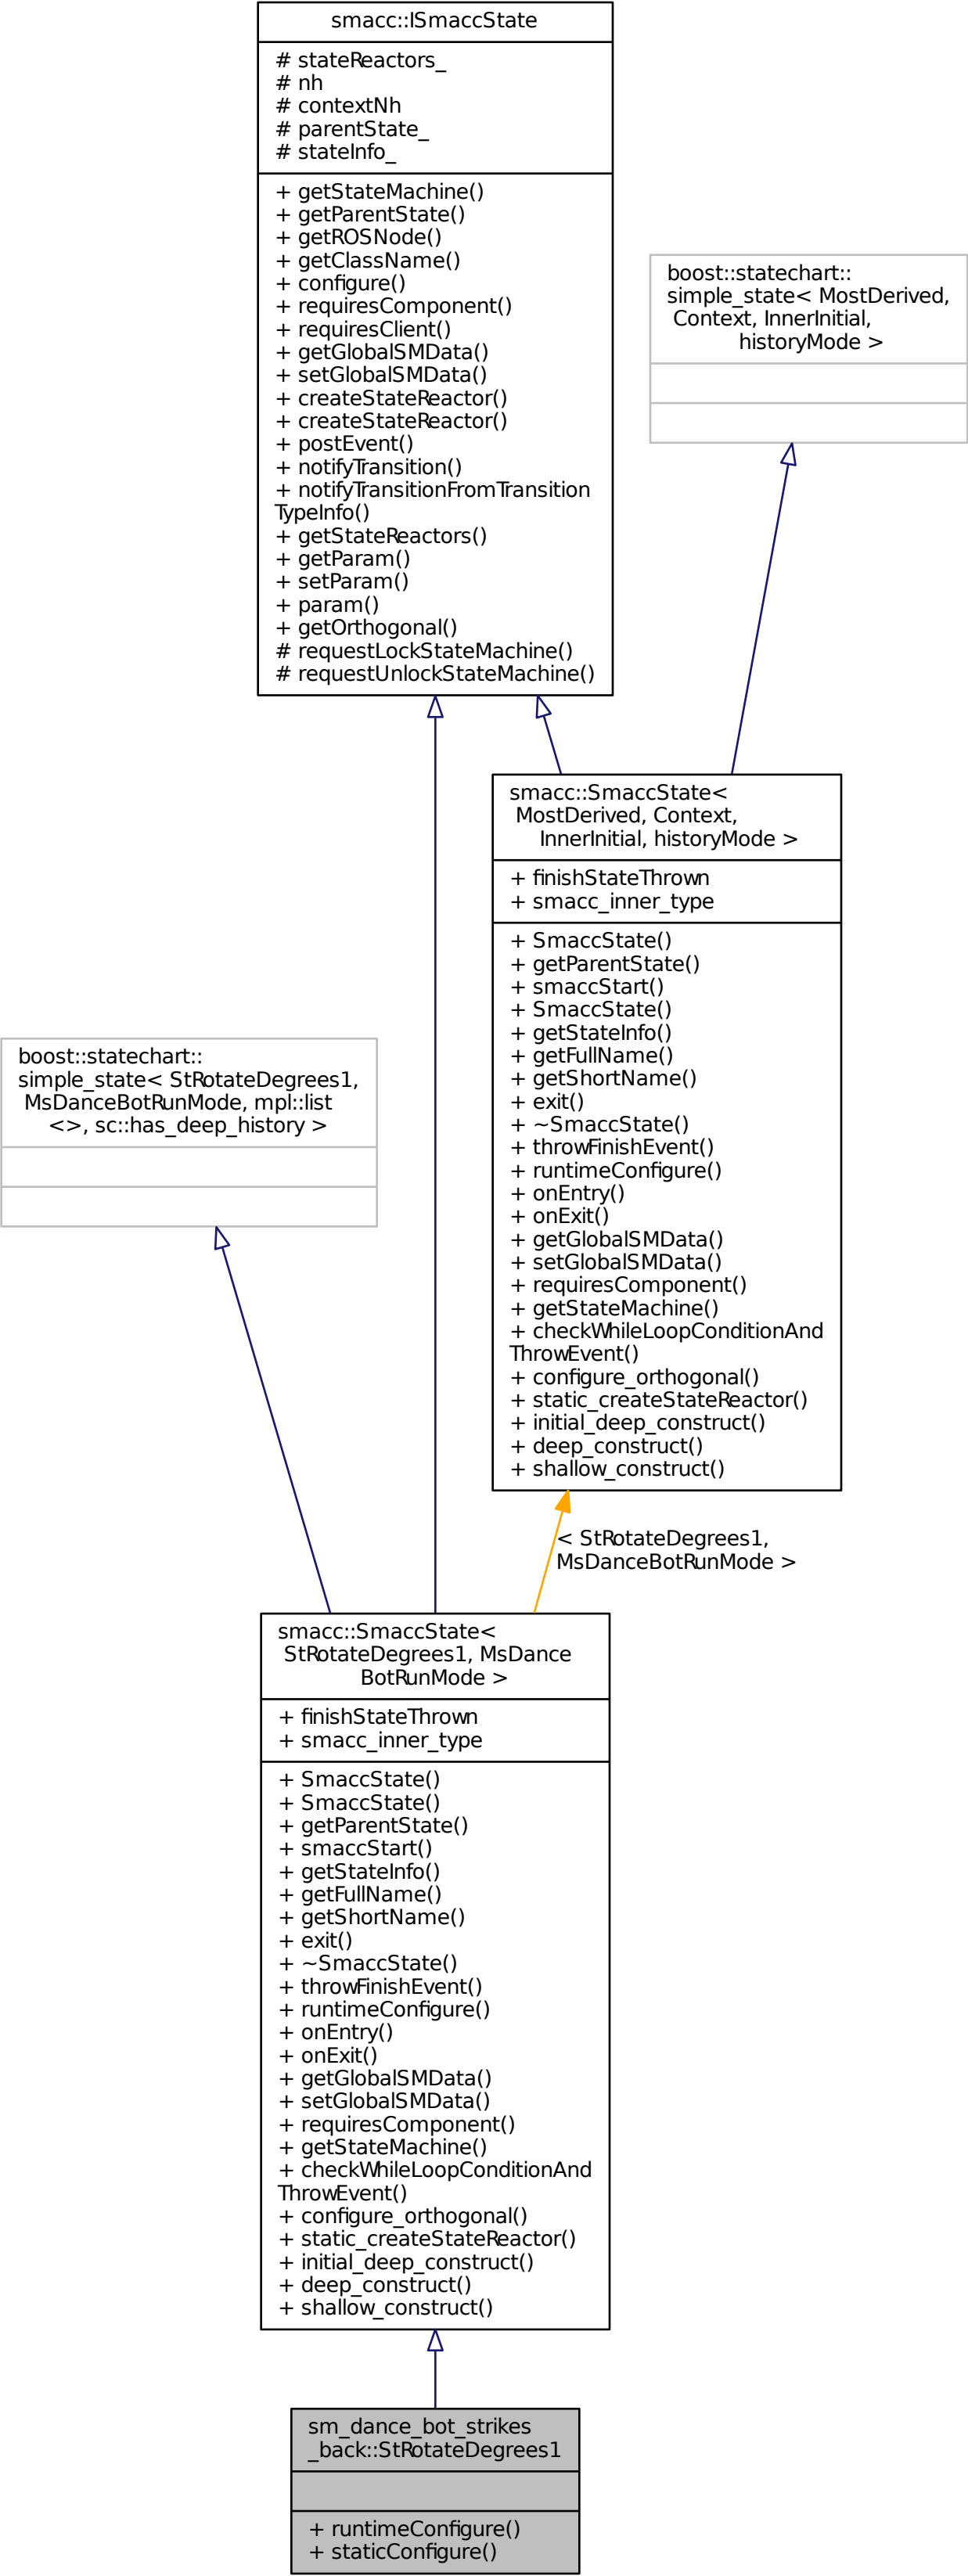 smacc::ISmaccState
# stateReactors_
# nh
# contextNh
# parentState_
# stateInfo_
+ getStateMachine()
+ getParentState()
+ getROSNode()
+ getClassName()
+ configure()
+ requiresComponent()
+ requiresClient()
+ getGlobalSMData()
+ setGlobalSMData()
+ createStateReactor()
+ createStateReactor()
+ postEvent()
+ notifyTransition()
+ notifyTransitionFromTransition
TypeInfo()
+ getStateReactors()
+ getParam()
+ setParam()
+ param()
+ getOrthogonal()
# requestLockStateMachine()
# requestUnlockStateMachine()
boost::statechart::
simple_state< MostDerived,
Context, InnerInitial,
historyMode >
smacc::SmaccState<
MostDerived, Context,
InnerInitial, historyMode >
+ finishStateThrown
+ smacc_inner_type
+ SmaccState()
+ getParentState()
+ smaccStart()
+ SmaccState()
+ getStateInfo()
+ getFullName()
+ getShortName()
+ exit()
+ ~SmaccState()
+ throwFinishEvent()
+ runtimeConfigure()
+ onEntry()
+ onExit()
+ getGlobalSMData()
+ setGlobalSMData()
+ requiresComponent()
+ getStateMachine()
+ checkWhileLoopConditionAnd
ThrowEvent()
+ configure_orthogonal()
+ static_createStateReactor()
+ initial_deep_construct()
+ deep_construct()
+ shallow_construct()
boost::statechart::
simple_state< StRotateDegrees1,
MsDanceBotRunMode, mpl::list
<>, sc::has_deep_history >
< StRotateDegrees1,
MsDanceBotRunMode >
smacc::SmaccState<
StRotateDegrees1, MsDance
BotRunMode >
+ finishStateThrown
+ smacc_inner_type
+ SmaccState()
+ SmaccState()
+ getParentState()
+ smaccStart()
+ getStateInfo()
+ getFullName()
+ getShortName()
+ exit()
+ ~SmaccState()
+ throwFinishEvent()
+ runtimeConfigure()
+ onEntry()
+ onExit()
+ getGlobalSMData()
+ setGlobalSMData()
+ requiresComponent()
+ getStateMachine()
+ checkWhileLoopConditionAnd
ThrowEvent()
+ configure_orthogonal()
+ static_createStateReactor()
+ initial_deep_construct()
+ deep_construct()
+ shallow_construct()
sm_dance_bot_strikes
_back::StRotateDegrees1
+ runtimeConfigure()
+ staticConfigure()